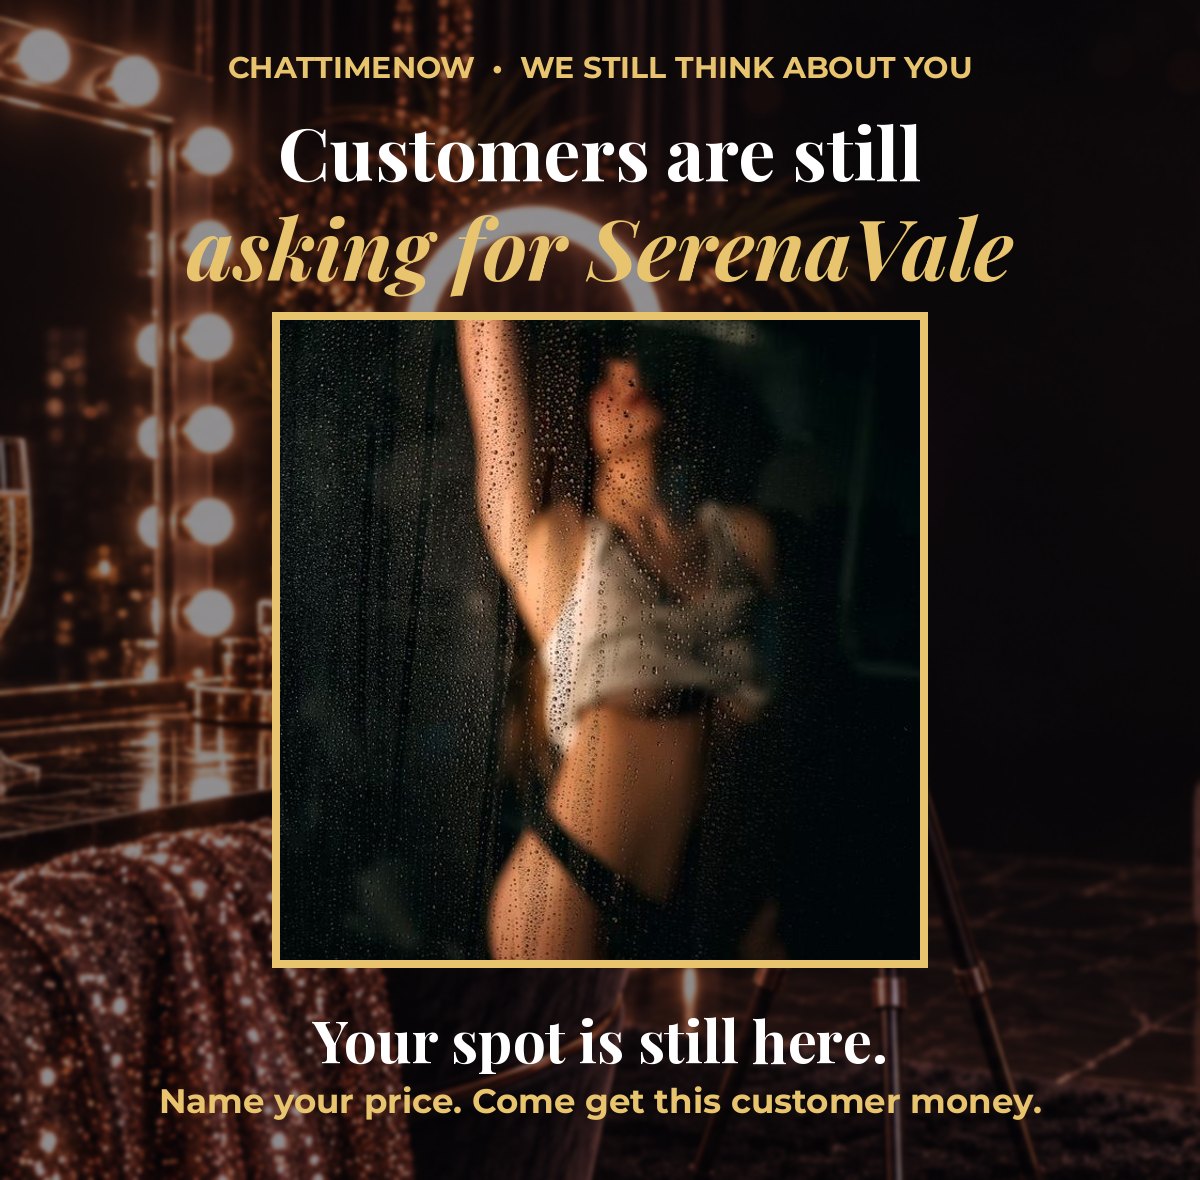 CHATTIMENOW • WE STILL THINK ABOUT YOU
Customers are still
asking for SerenaVale
Your spot is still here.
Name your price. Come get this customer money.